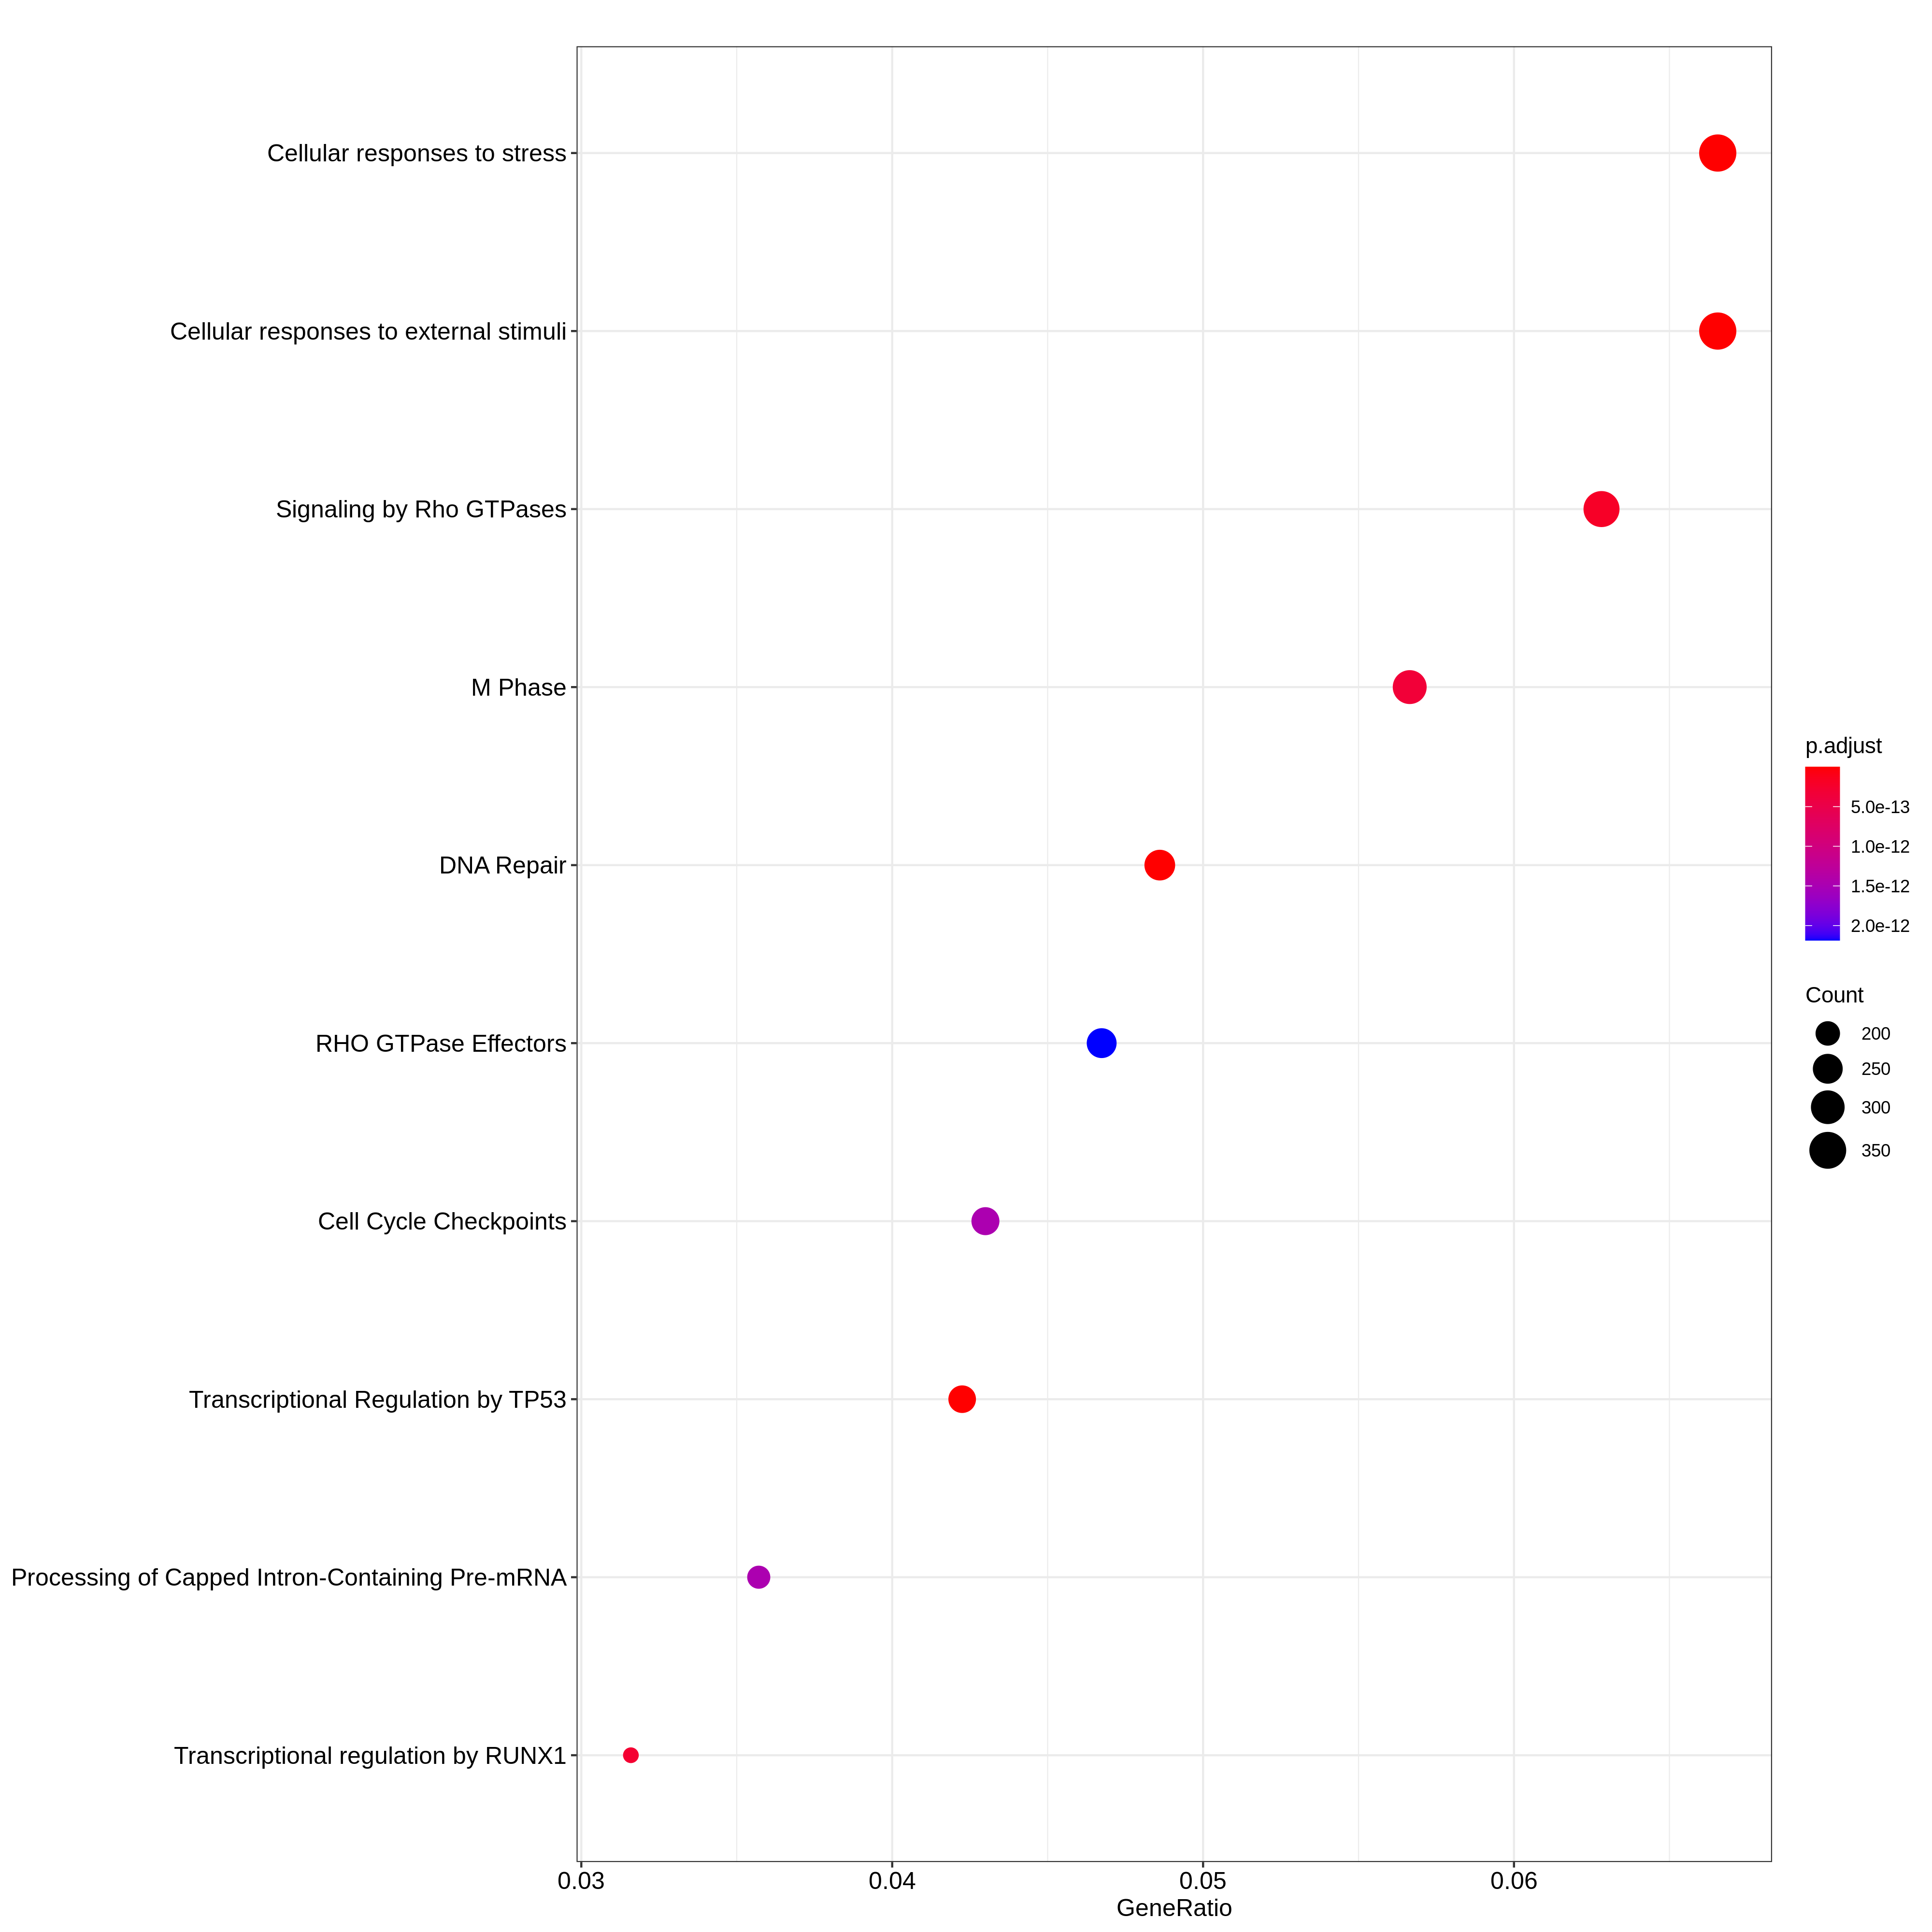 Cellular responses to stress
Cellular responses to external stimuli
Signaling by Rho GTPases
M Phase
DNA Repair
RHO GTPase Effectors
Cell Cycle Checkpoints
Transcriptional Regulation by TP53
Processing of Capped Intron-Containing Pre-mRNA
Transcriptional regulation by RUNX1
0.03 0.04 0.05 0.06
GeneRatio
p.adjust
5.0e-13
1.0e-12
1.5e-12
2.0e-12
Count
200
250
300
350